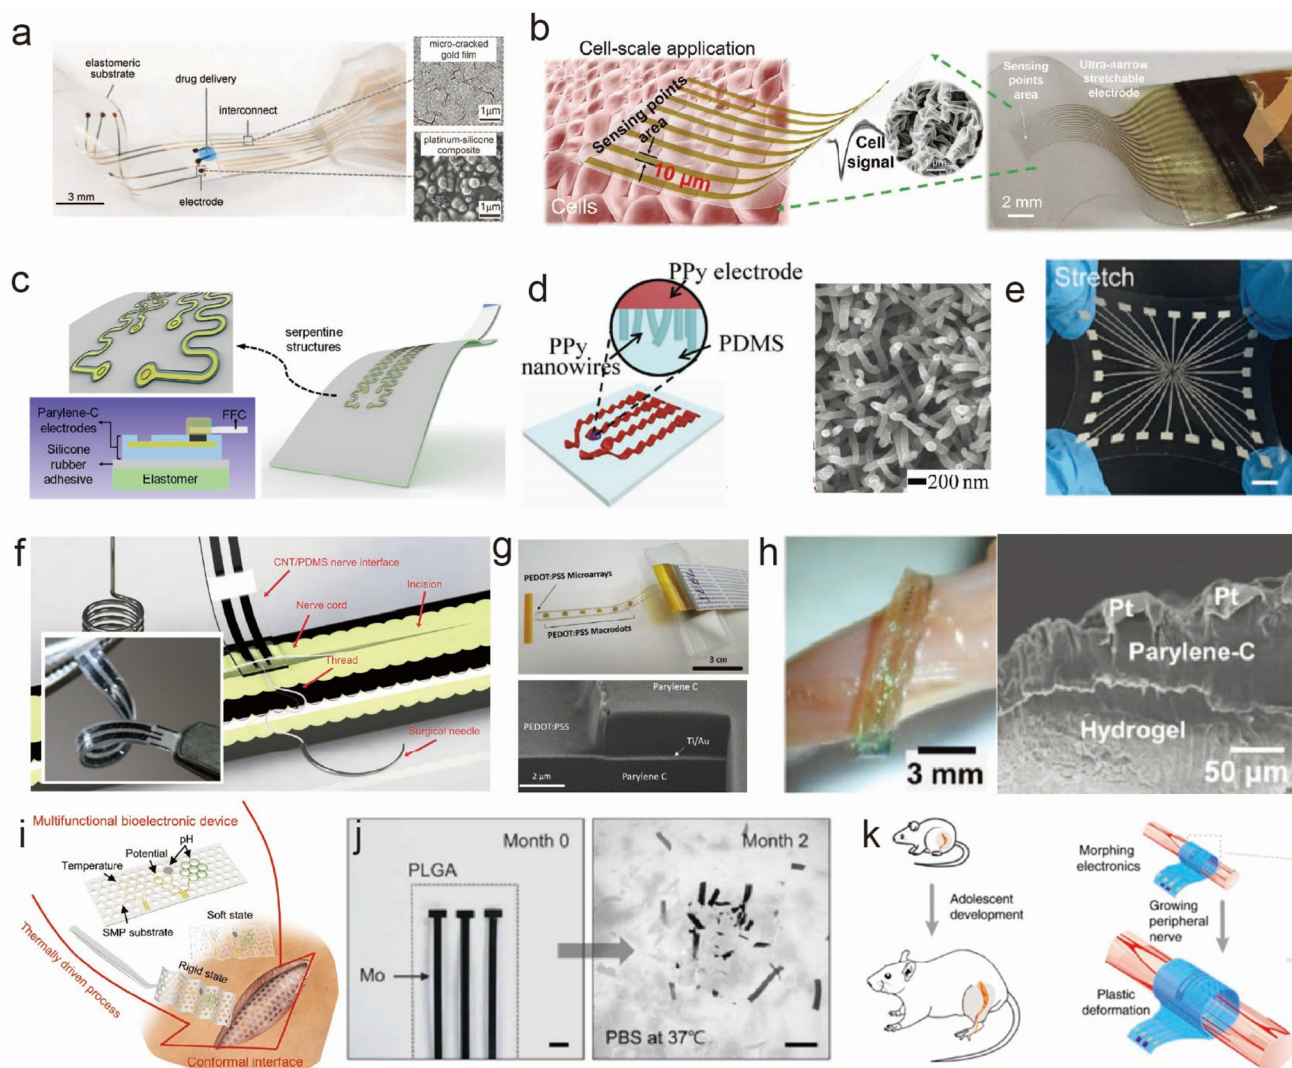 a
elastomeric
substrate
drug delivery
interconnect
electrode
3 mm
micro-cracked
gold film
1μm
platinum-silicone
composite
1μm
b
Cell-scale application
Sensing points
area
10 μm
Cells
Cell
signal
Sensing
points
area
Ultra-narrow
stretchable
electrode
2 mm
c
serpentine
structures
Parylene-C
electrodes
Silicone
rubber
adhesive
FFC
Elastomer
d
PPy electrode
PPy
nanowires
PDMS
200 nm
e
Stretch
f
CNT/PDMS nerve interface
Incision
Nerve cord
Thread
Surgical needle
g
PEDOT:PSS Microarrays
PEDOT:PSS Macrodots
3 cm
Parylene C
PEDOT:PSS
Ti/Au
2 μm
Parylene C
h
3 mm
Pt
Pt
Parylene-C
Hydrogel
50 μm
i
Multifunctional bioelectronic device
pH
Potential
Temperature
SMP substrate
Soft state
Rigid state
Thermally driven process
Conformal interface
j
Month 0
PLGA
Mo
Month 2
PBS at 37℃
k
Adolescent
development
Morphing
electronics
Growing
peripheral
nerve
Plastic
deformation